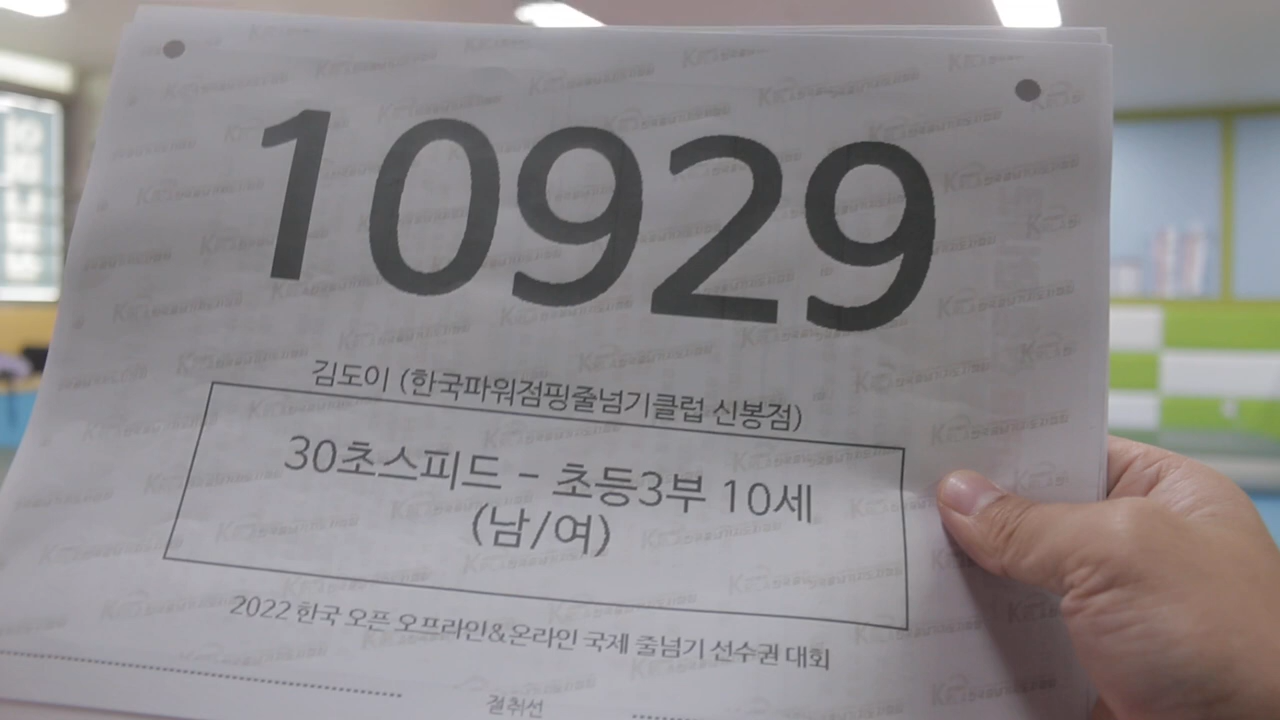 10929
김도이 (한국파워점핑줄넘기클럽 신봉점)
30초스피드 - 초등3부 10세
(남/여)
2022 한국 오픈 오프라인&온라인 국제 줄넘기 선수권 대회
절취선